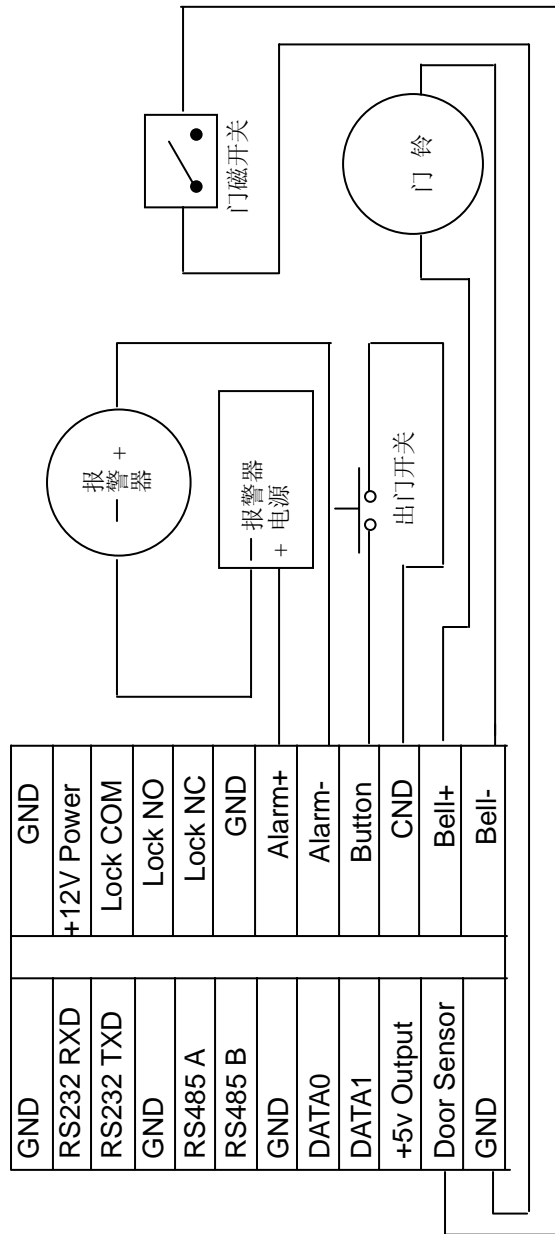 门磁开关
门 铃
报
警
器
+
—
—
报警器
+
电源
出门开关
GND
+12V Power
Lock COM
Lock NO
Lock NC
GND
Alarm+
Alarm-
Button
CND
Bell+
Bell-
GND
RS232 RXD
RS232 TXD
GND
RS485 A
RS485 B
GND
DATA0
DATA1
+5v Output
Door Sensor
GND